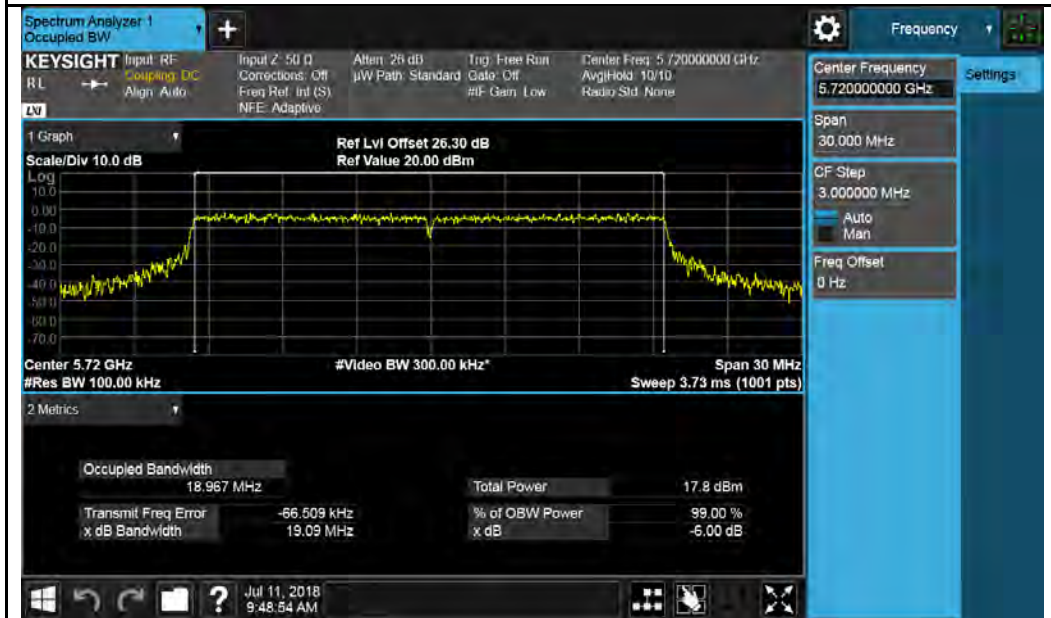 Spectrum Analyzer 1
Occupied BW
+
Frequency
KEYSIGHT
Input: RF
Coupling: DC
Align: Auto
RL
LXI
Input Z: 50 Ω
Corrections: Off
Freq Ref: Int (S)
NFE: Adaptive
Atten: 26 dB
µW Path: Standard
Trig: Free Run
Gate: Off
#IF Gain: Low
Center Freq: 5.720000000 GHz
Avg|Hold: 10/10
Radio Std: None
Center Frequency
5.720000000 GHz
Settings
Span
30.000 MHz
CF Step
3.000000 MHz
Auto
Man
Freq Offset
0 Hz
1 Graph
Scale/Div 10.0 dB
Ref Lvl Offset 26.30 dB
Ref Value 20.00 dBm
Log
10.0
0.00
-10.0
-20.0
-30.0
-40.0
-50.0
-60.0
-70.0
Center 5.72 GHz
#Video BW 300.00 kHz*
Span 30 MHz
#Res BW 100.00 kHz
Sweep 3.73 ms (1001 pts)
2 Metrics
Occupied Bandwidth
18.967 MHz
Total Power 17.8 dBm
Transmit Freq Error -66.509 kHz
% of OBW Power 99.00 %
x dB Bandwidth 19.09 MHz
x dB -6.00 dB
?
Jul 11, 2018
9:48:54 AM